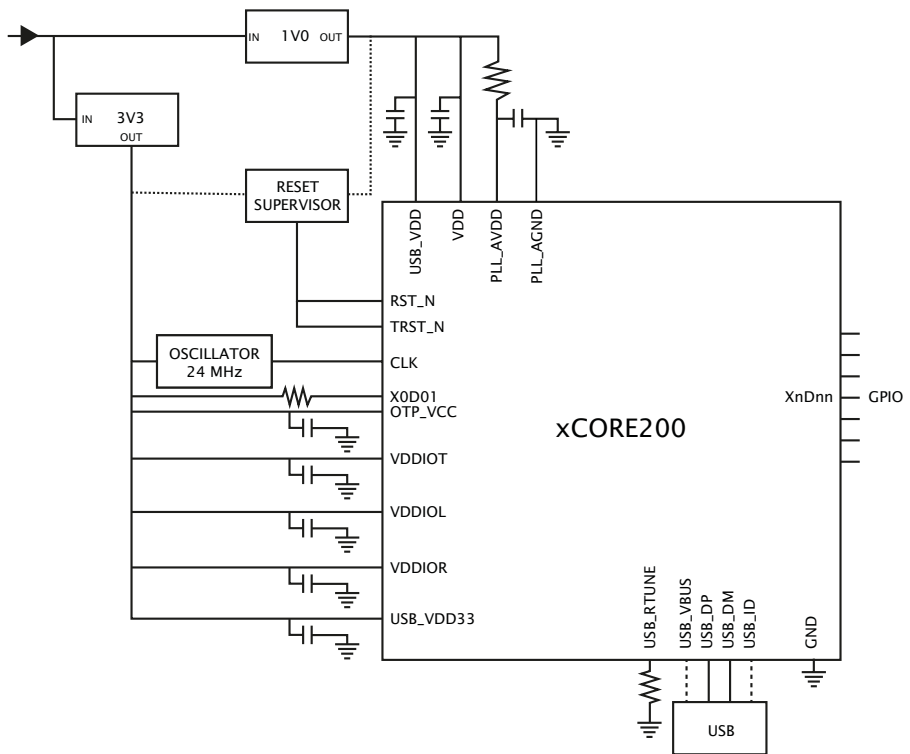 IN
1V0
OUT
IN
3V3
OUT
RESET
SUPERVISOR
USB_VDD
VDD
PLL_AVDD
PLL_AGND
RST_N
TRST_N
OSCILLATOR
24 MHz
CLK
X0D01
OTP_VCC
VDDIOT
VDDIOL
VDDIOR
USB_VDD33
xCORE200
XnDnn
GPIO
USB_RTUNE
USB_VBUS
USB_DP
USB_DM
USB_ID
GND
USB